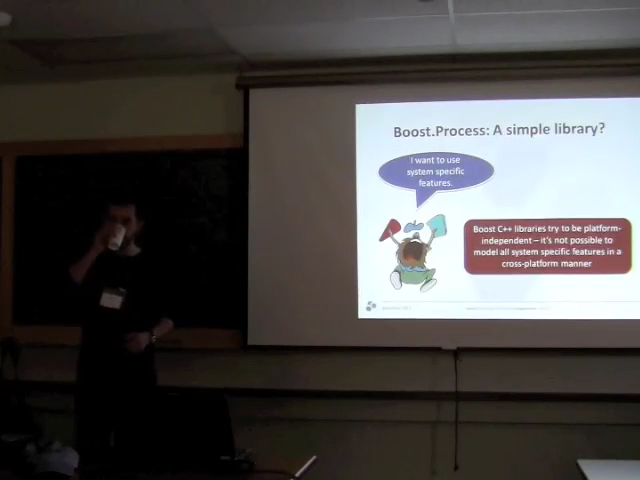 Boost.Process: A simple library?
I want to use
system specific
features.
Boost C++ libraries try to be platform-
independent – it's not possible to
model all system specific features in a
cross-platform manner